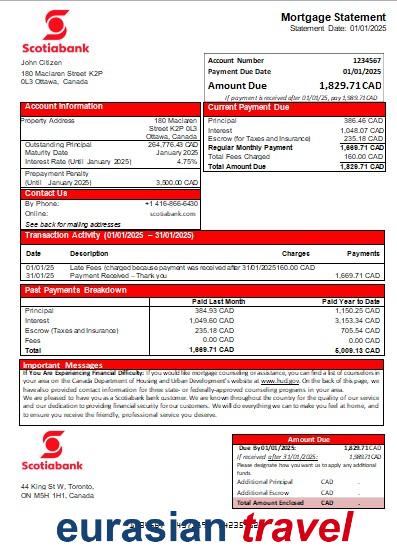 Scotiabank
Mortgage Statement
Statement Date: 01/01/2025
John Citizen
180 Maclaren Street K2P
0L3 Ottawa, Canada
Account Number 1234567
Payment Due Date 01/01/2025
Amount Due 1,829.71 CAD
If payment is received after 01/01/25, pay 1,989.71CAD
Account Information
Property Address 180 Maclaren
Street K2P 0L3
Ottawa, Canada
Outstanding Principal 264,776.43 CAD
Maturity Date January 2025
Interest Rate (Until January 2025) 4.75%
Prepayment Penalty
(Until January 2025) 3,500.00 CAD
Contact Us
By Phone: +1 416-866-6430
Online: scotiabank.com
See back for mailing addresses
Current Payment Due
Principal 386.46 CAD
Interest 1,048.07 CAD
Escrow (for Taxes and Insurance) 235.18 CAD
Regular Monthly Payment 1,669.71 CAD
Total Fees Charged 160.00 CAD
Total Amount Due 1,829.71 CAD
Transaction Activity (01/01/2025 – 31/01/2025)
Date Description Charges Payments
01/01/25 Late Fees (charged because payment was received after 31/01/2025 160.00 CAD
31/01/25 Payment Received – Thank you 1,669.71 CAD
Past Payments Breakdown
Paid Last Month Paid Year to Date
Principal 384.93 CAD 1,150.25 CAD
Interest 1,049.60 CAD 3,153.34 CAD
Escrow (Taxes and Insurance) 235.18 CAD 705.54 CAD
Fees 0.00 CAD 0.00 CAD
Total 1,669.71 CAD 5,009.13 CAD
Important Messages
If You Are Experiencing Financial Difficulty: If you would like mortgage counseling or assistance, you can find a list of counselors in
your area on the Canada Department of Housing and Urban Development's website at www.hud.gov. On the back of this page, we
have also provided contact information for three state- or federally-approved counseling programs in your area.
We are pleased to have you as a Scotiabank bank customer. We are known throughout the country for the quality of our service
and our dedication to providing financial security for our customers. We will do everything we can to make you feel at home, and
to ensure you receive the friendly, professional service you deserve.
Scotiabank
44 King St W, Toronto,
ON M5H 1H1, Canada
Amount Due
Due By 01/01/2025: 1,829.71 CAD
If received after 31/01/2025: 1,989.71 CAD
Please designate how you want us to apply any additional
funds.
Additional Principal CAD -
Additional Escrow CAD -
Total Amount Enclosed CAD -
eurasian travel